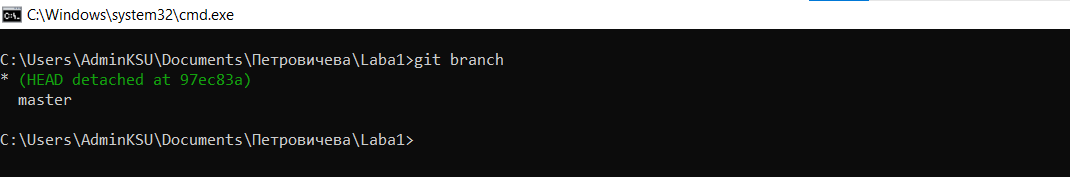 C:\Windows\system32\cmd.exe
C:\Users\AdminKSU\Documents\Петровичева\Laba1>git branch
* (HEAD detached at 97ec83a)
  master
C:\Users\AdminKSU\Documents\Петровичева\Laba1>